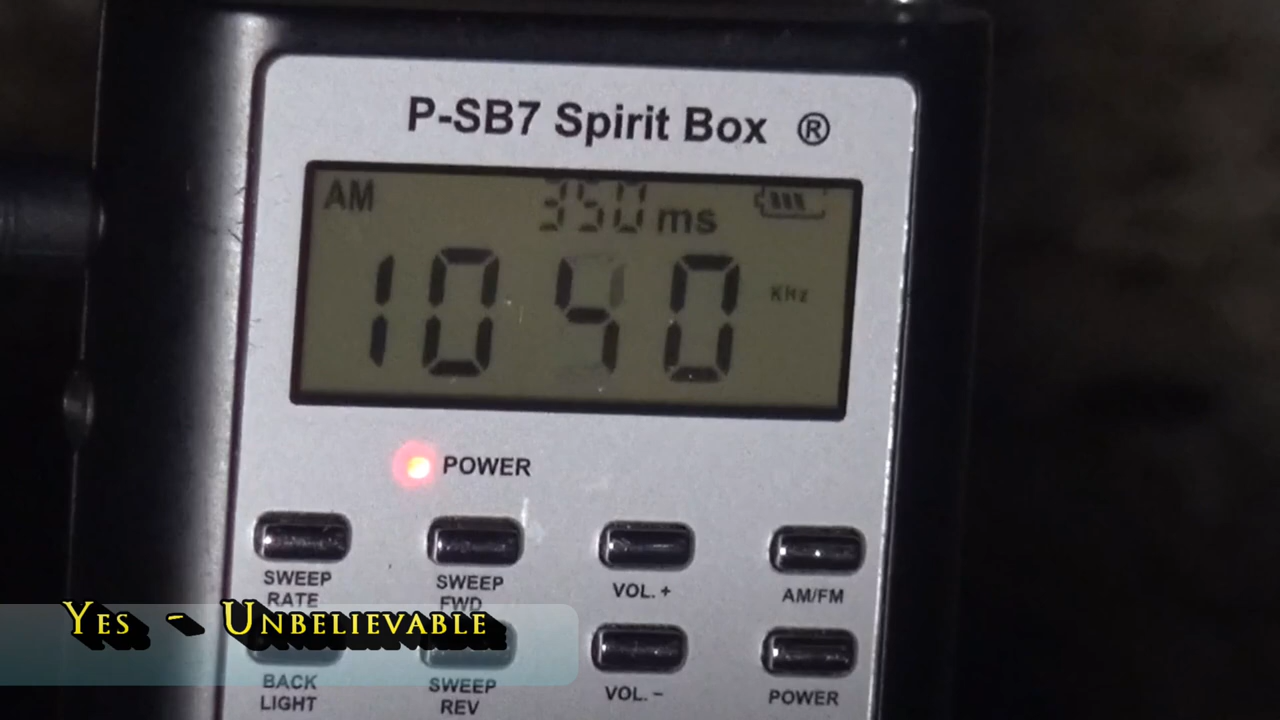 P-SB7 Spirit Box ®
AM 350 ms
1040 KHz
POWER
SWEEP RATE
SWEEP FWD
VOL. +
AM/FM
Yes - Unbelievable
BACK LIGHT
SWEEP REV
VOL. -
POWER